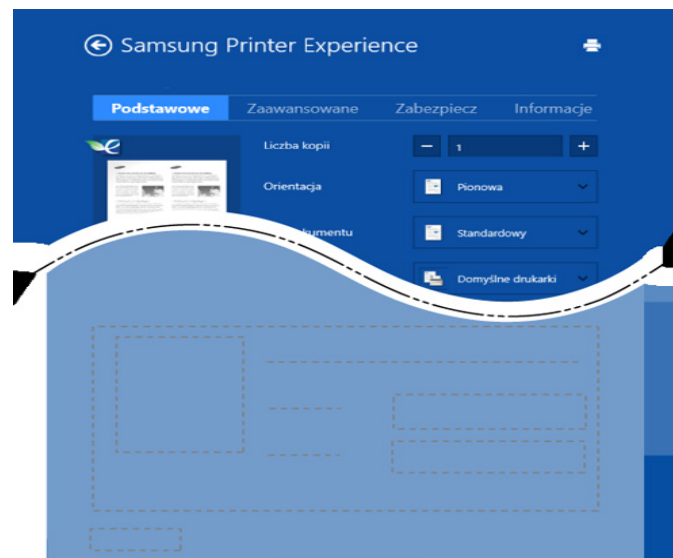 Samsung Printer Experience
Podstawowe Zaawansowane Zabezpiecz Informacje
Liczba kopii 1
Orientacja Pionowa
Standardowy
Domyślne drukarki